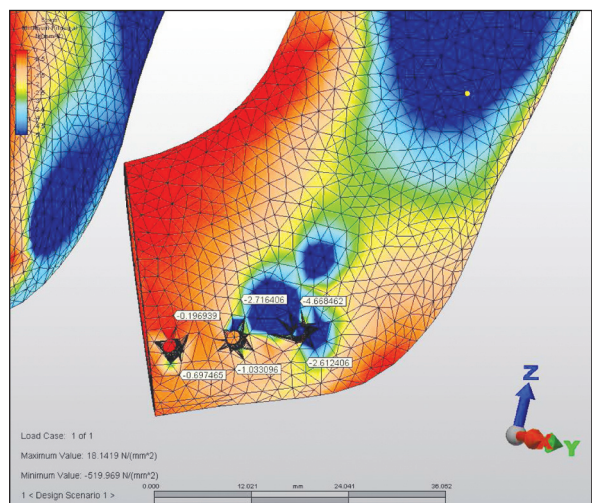 -2.716406
-4.668462
-0.196939
-2.612406
-1.033096
-0.697465
Z
Y
Load Case: 1 of 1
Maximum Value: 18.1419 N/(mm^2)
Minimum Value: -519.969 N/(mm^2)
0.000 12.021 mm 24.041 36.062
1 < Design Scenario 1 >